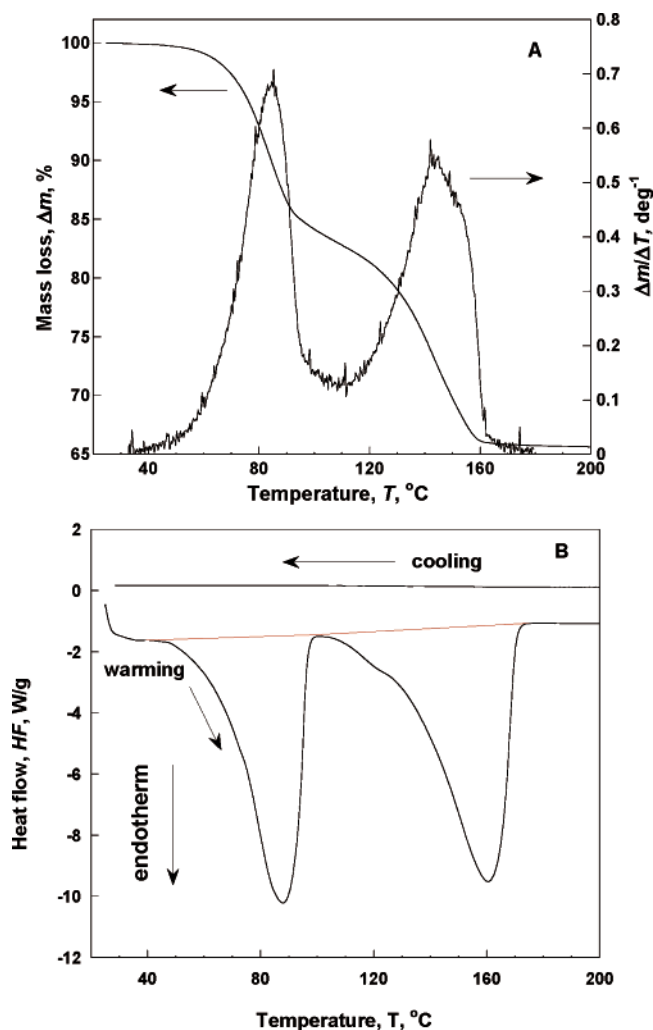 A
Mass loss, Δm, %
100
95
90
85
80
75
70
65
0.8
0.7
0.6
0.5
0.4
0.3
0.2
0.1
0
Δm/ΔT, deg⁻¹
40 80 120 160 200
Temperature, T, °C
B
Heat flow, HF, W/g
2
0
-2
-4
-6
-8
-10
-12
cooling
warming
endotherm
40 80 120 160 200
Temperature, T, °C